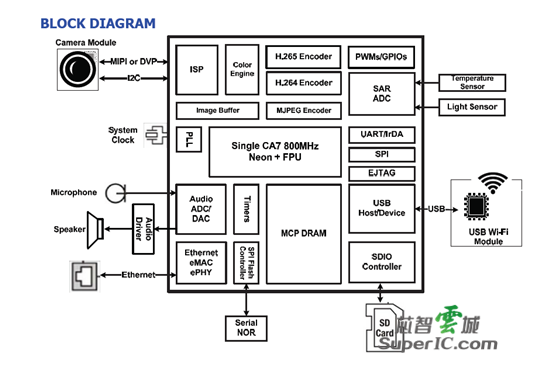 BLOCK DIAGRAM
Camera Module
MIPI or DVP
I2C
ISP
Color
Engine
H.265 Encoder
H.264 Encoder
PWMs/GPIOs
SAR
ADC
Temperature
Sensor
Light Sensor
Image Buffer
MJPEG Encoder
System
Clock
PLL
Single CA7 800MHz
Neon + FPU
UART/IrDA
SPI
EJTAG
Microphone
Speaker
Audio
Driver
Audio
ADC/
DAC
Timers
MCP DRAM
USB
Host/Device
USB
USB Wi-Fi
Module
Ethernet
Ethernet
eMAC
ePHY
SPI Flash
Controller
SDIO
Controller
Serial
NOR
SD
Card
芯智雲城
SuperIC.com